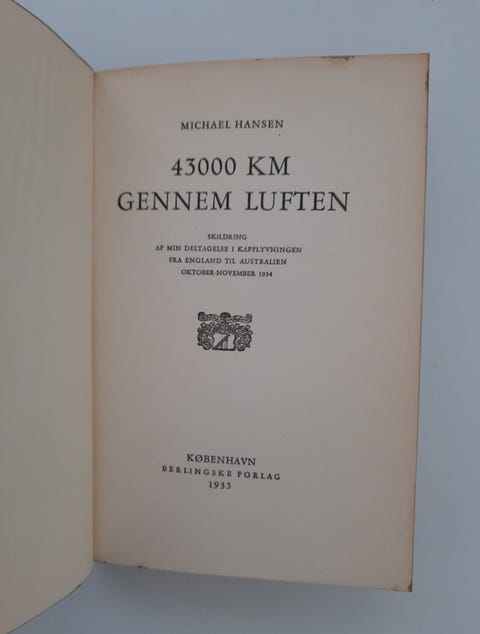 MICHAEL HANSEN
43000 KM
GENNEM LUFTEN
SKILDRING
AF MIN DELTAGELSE I KAPFLYVNINGEN
FRA ENGLAND TIL AUSTRALIEN
OKTOBER-NOVEMBER 1934
KØBENHAVN
BERLINGSKE FORLAG
1935